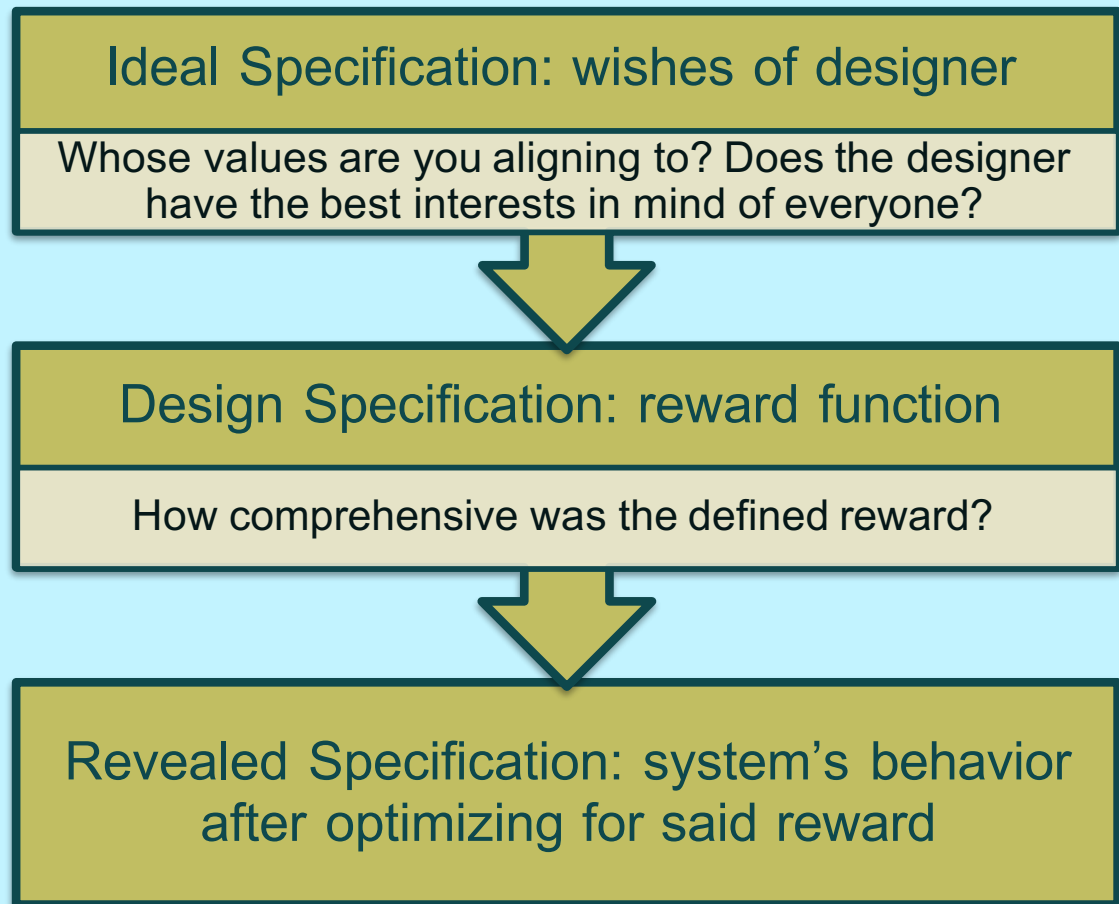 Ideal Specification: wishes of designer
Whose values are you aligning to? Does the designer
have the best interests in mind of everyone?
Design Specification: reward function
How comprehensive was the defined reward?
Revealed Specification: system’s behavior
after optimizing for said reward